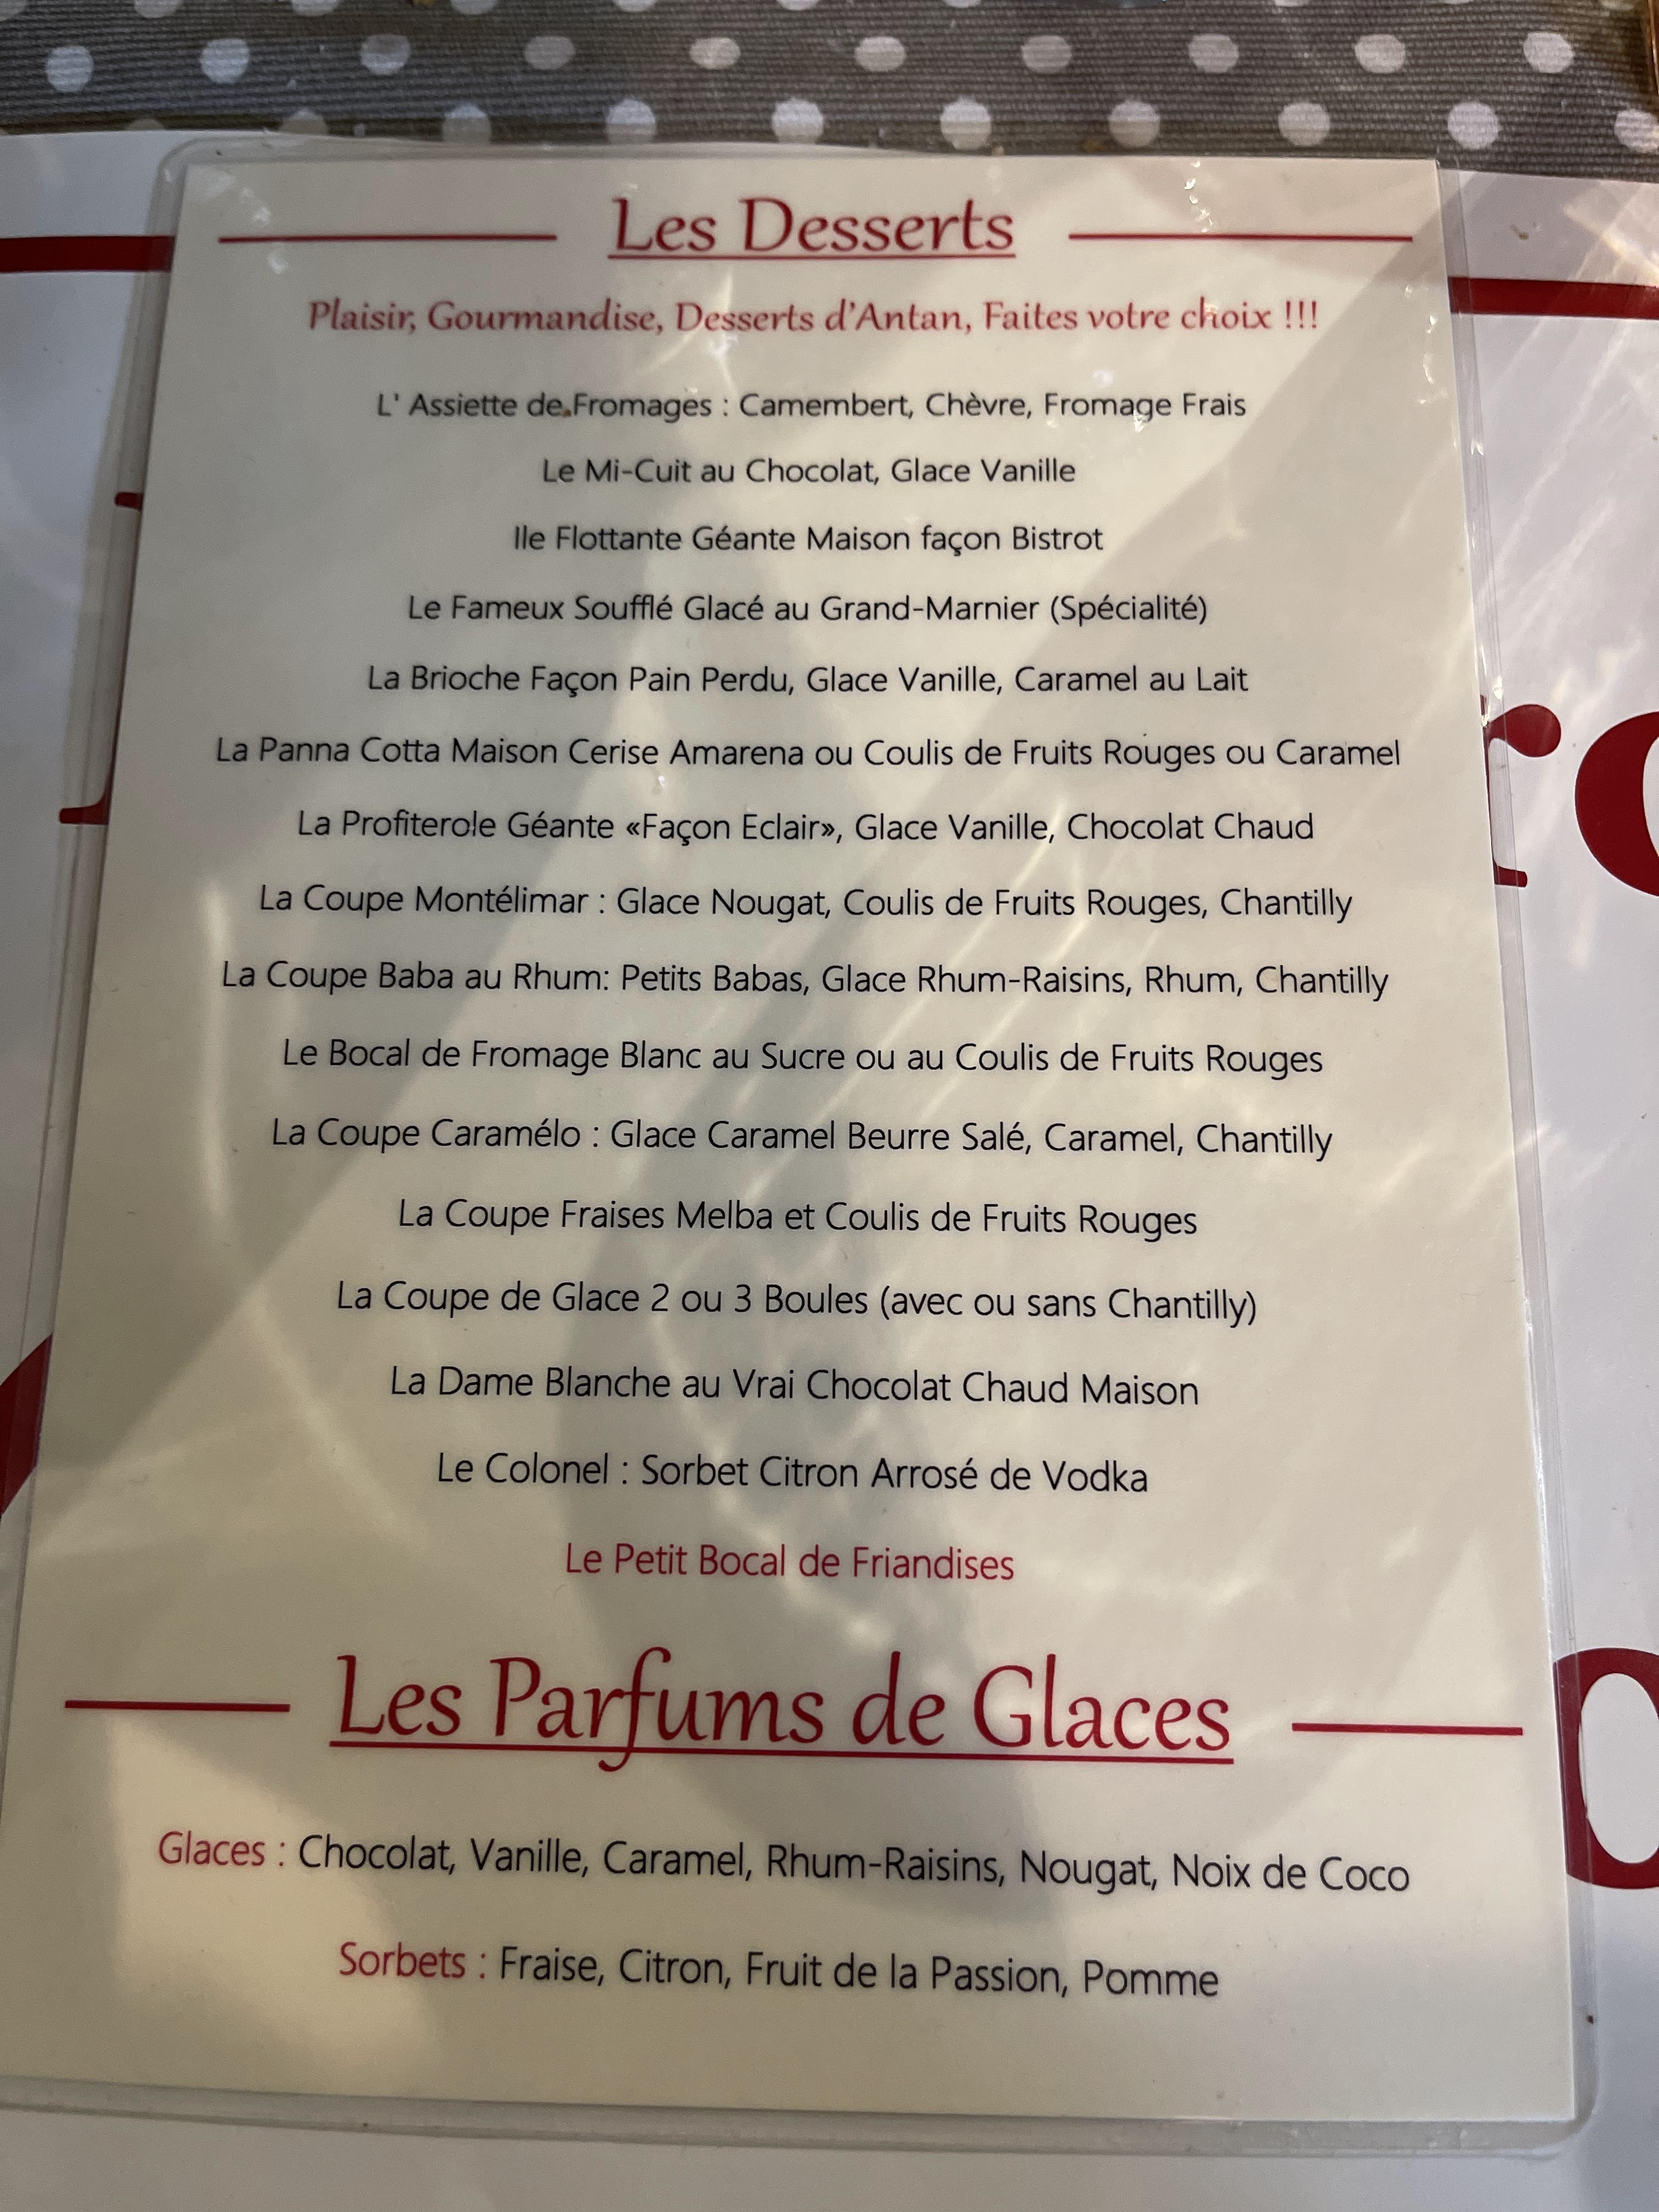 Les Desserts
Plaisir, Gourmandise, Desserts d'Antan, Faites votre choix !!!
L' Assiette de Fromages : Camembert, Chèvre, Fromage Frais
Le Mi-Cuit au Chocolat, Glace Vanille
Ile Flottante Géante Maison façon Bistrot
Le Fameux Soufflé Glacé au Grand-Marnier (Spécialité)
La Brioche Façon Pain Perdu, Glace Vanille, Caramel au Lait
La Panna Cotta Maison Cerise Amarena ou Coulis de Fruits Rouges ou Caramel
La Profiterole Géante «Façon Eclair», Glace Vanille, Chocolat Chaud
La Coupe Montélimar : Glace Nougat, Coulis de Fruits Rouges, Chantilly
La Coupe Baba au Rhum: Petits Babas, Glace Rhum-Raisins, Rhum, Chantilly
Le Bocal de Fromage Blanc au Sucre ou au Coulis de Fruits Rouges
La Coupe Caramélo : Glace Caramel Beurre Salé, Caramel, Chantilly
La Coupe Fraises Melba et Coulis de Fruits Rouges
La Coupe de Glace 2 ou 3 Boules (avec ou sans Chantilly)
La Dame Blanche au Vrai Chocolat Chaud Maison
Le Colonel : Sorbet Citron Arrosé de Vodka
Le Petit Bocal de Friandises
Les Parfums de Glaces
Glaces : Chocolat, Vanille, Caramel, Rhum-Raisins, Nougat, Noix de Coco
Sorbets : Fraise, Citron, Fruit de la Passion, Pomme